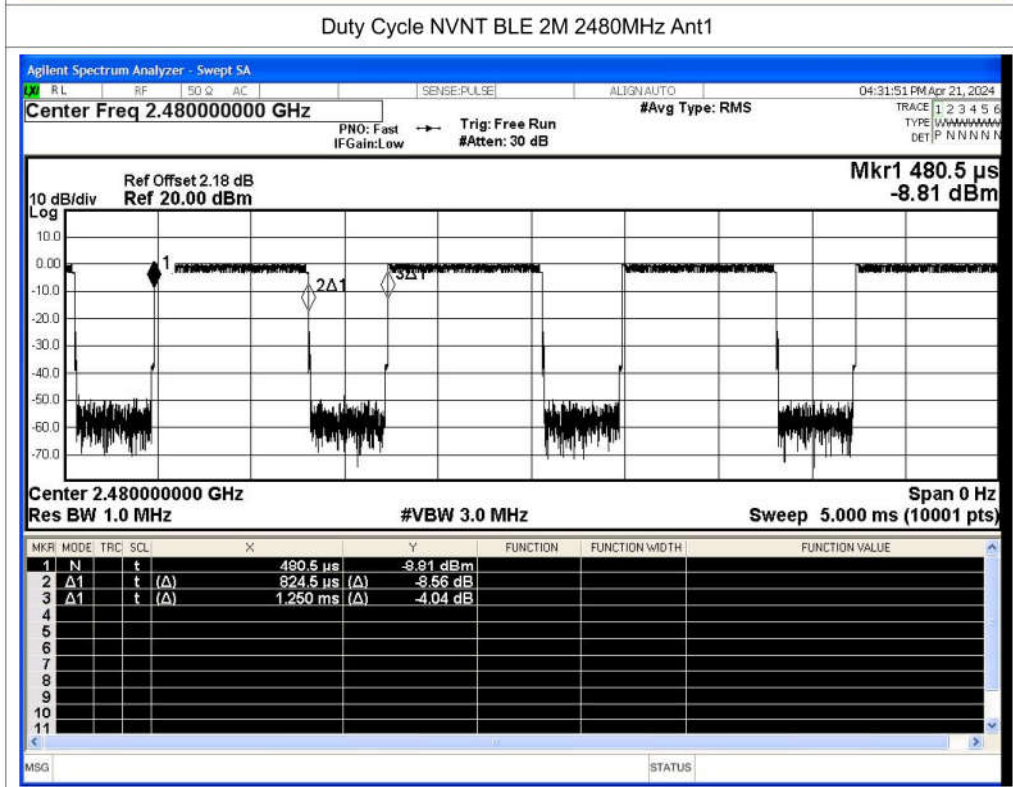 Duty Cycle NVNT BLE 2M 2480MHz Ant1
Agilent Spectrum Analyzer - Swept SA
LXI RL RF 50 Ω AC SENSE:PULSE ALIGN AUTO 04:31:51 PM Apr 21, 2024
Center Freq 2.480000000 GHz #Avg Type: RMS TRACE 1 2 3 4 5 6
PNO: Fast Trig: Free Run TYPE
IFGain:Low #Atten: 30 dB DET P N N N N N
Mkr1 480.5 µs
Ref Offset 2.18 dB
10 dB/div Ref 20.00 dBm -8.81 dBm
Log
10.0
0.00
1
2Δ1
3Δ1
-10.0
-20.0
-30.0
-40.0
-50.0
-60.0
-70.0
Center 2.480000000 GHz Span 0 Hz
Res BW 1.0 MHz #VBW 3.0 MHz Sweep 5.000 ms (10001 pts)
MKR MODE TRC SCL X Y FUNCTION FUNCTION WIDTH FUNCTION VALUE
1 N t 480.5 µs -8.81 dBm
2 Δ1 t (Δ) 824.5 µs (Δ) -8.56 dB
3 Δ1 t (Δ) 1.250 ms (Δ) -4.04 dB
4
5
6
7
8
9
10
11
MSG STATUS